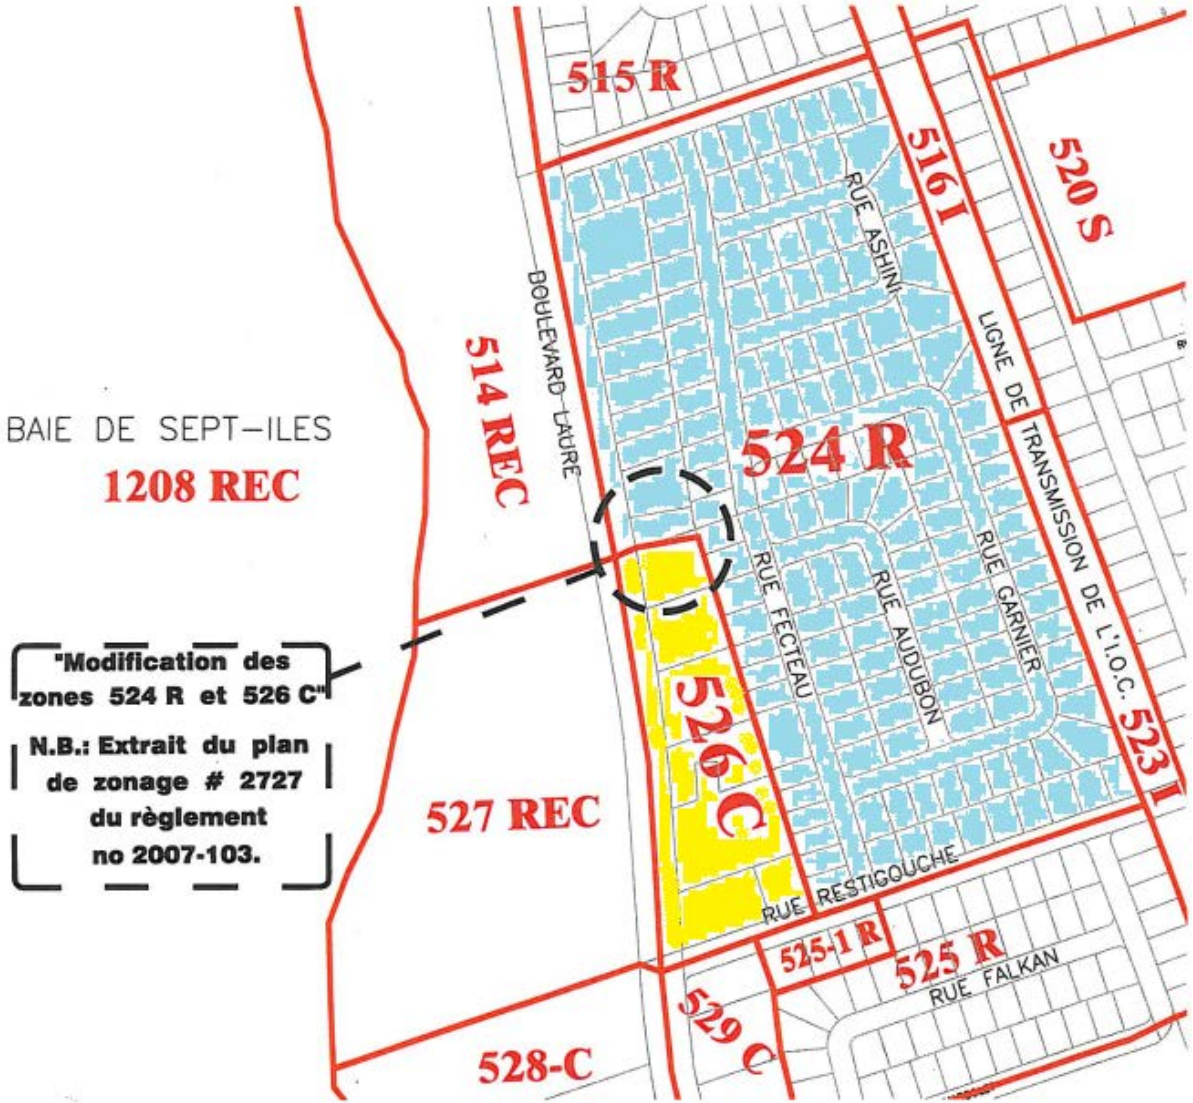 515 R
516 I
520 S
RUE ASHINI
BOULEVARD LAURE
LIGNE DE TRANSMISSION DE L'I.O.C.
514 REC
BAIE DE SEPT-ILES
1208 REC
524 R
RUE FECTEAU
RUE AUDUBON
RUE GARNIER
"Modification des
zones 524 R et 526 C"
N.B.: Extrait du plan
de zonage # 2727
du règlement
no 2007-103.
526 C
523 I
527 REC
RUE RESTIGOUCHE
525-1 R
525 R
RUE FALKAN
529 C
528-C